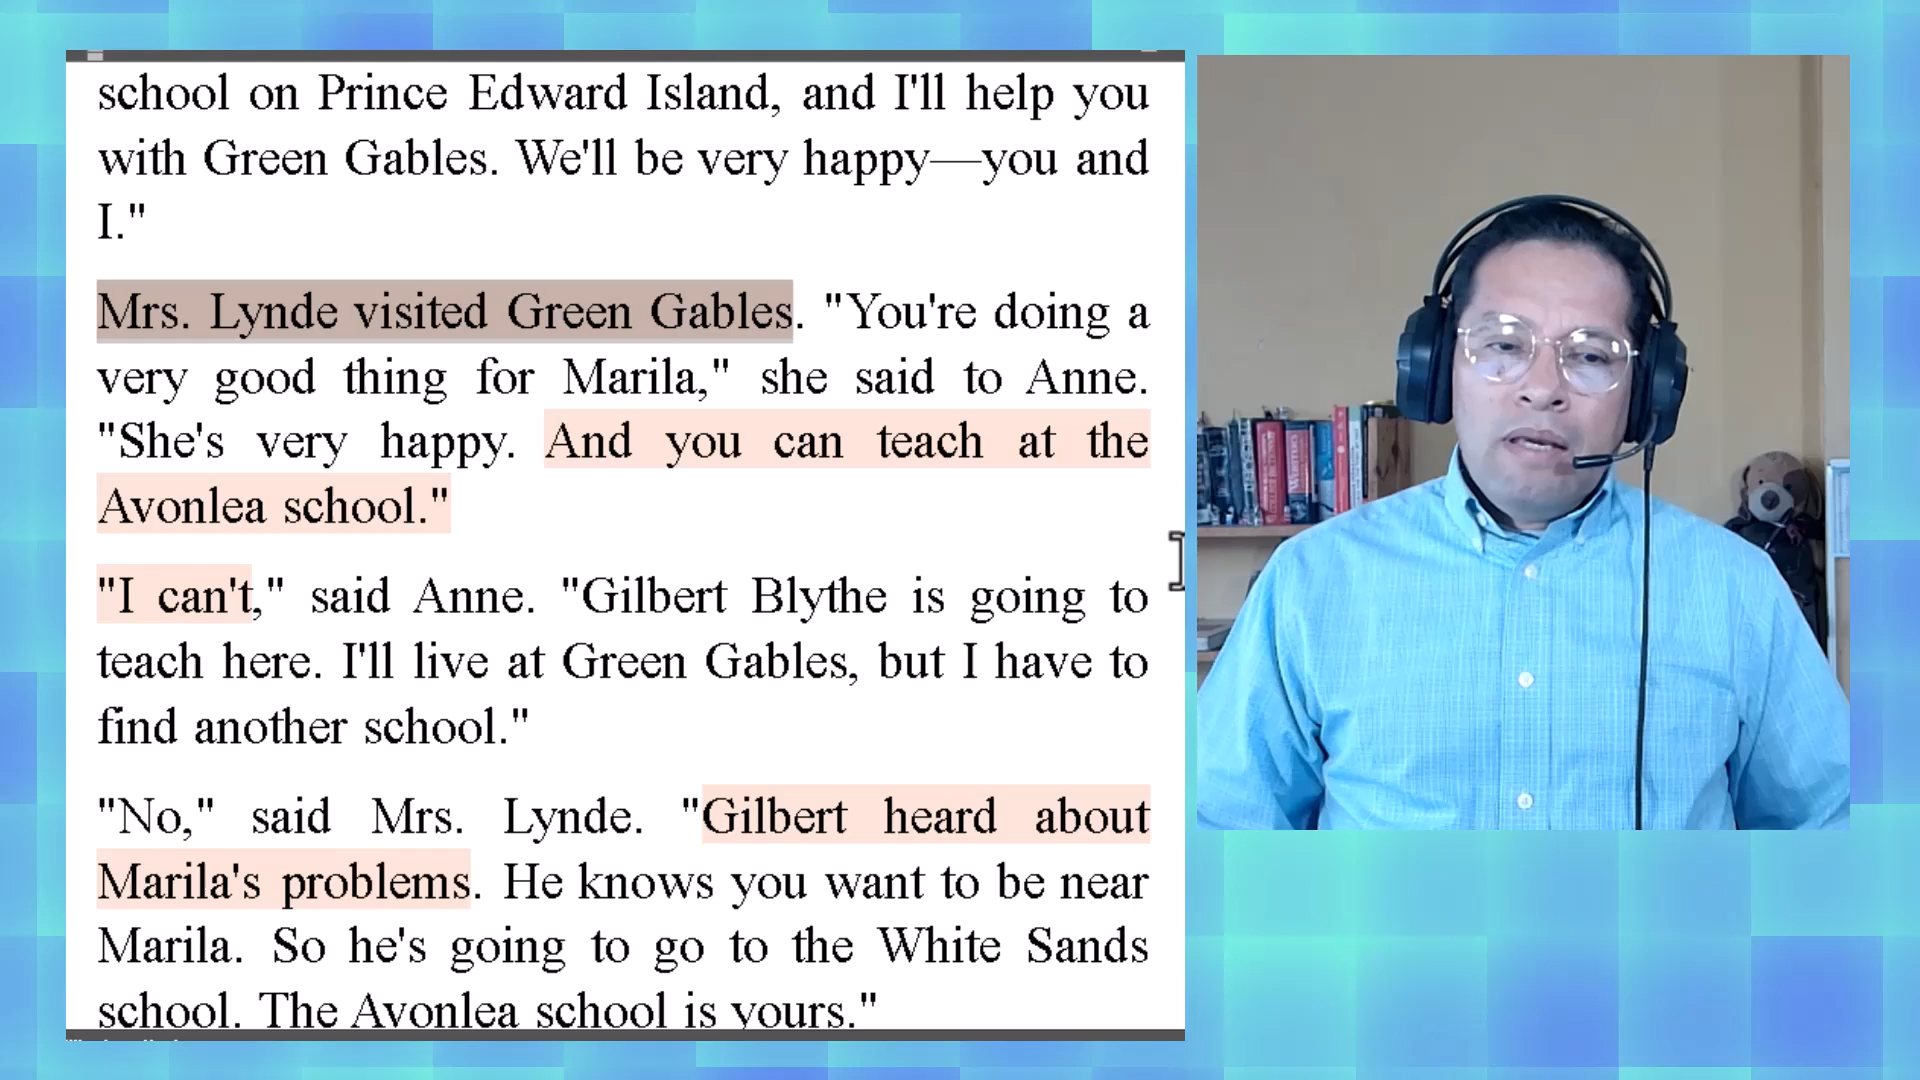 school on Prince Edward Island, and I'll help you
with Green Gables. We'll be very happy—you and
I."
Mrs. Lynde visited Green Gables. "You're doing a
very good thing for Marila," she said to Anne.
"She's very happy. And you can teach at the
Avonlea school."
"I can't," said Anne. "Gilbert Blythe is going to
teach here. I'll live at Green Gables, but I have to
find another school."
"No," said Mrs. Lynde. "Gilbert heard about
Marila's problems. He knows you want to be near
Marila. So he's going to go to the White Sands
school. The Avonlea school is yours."